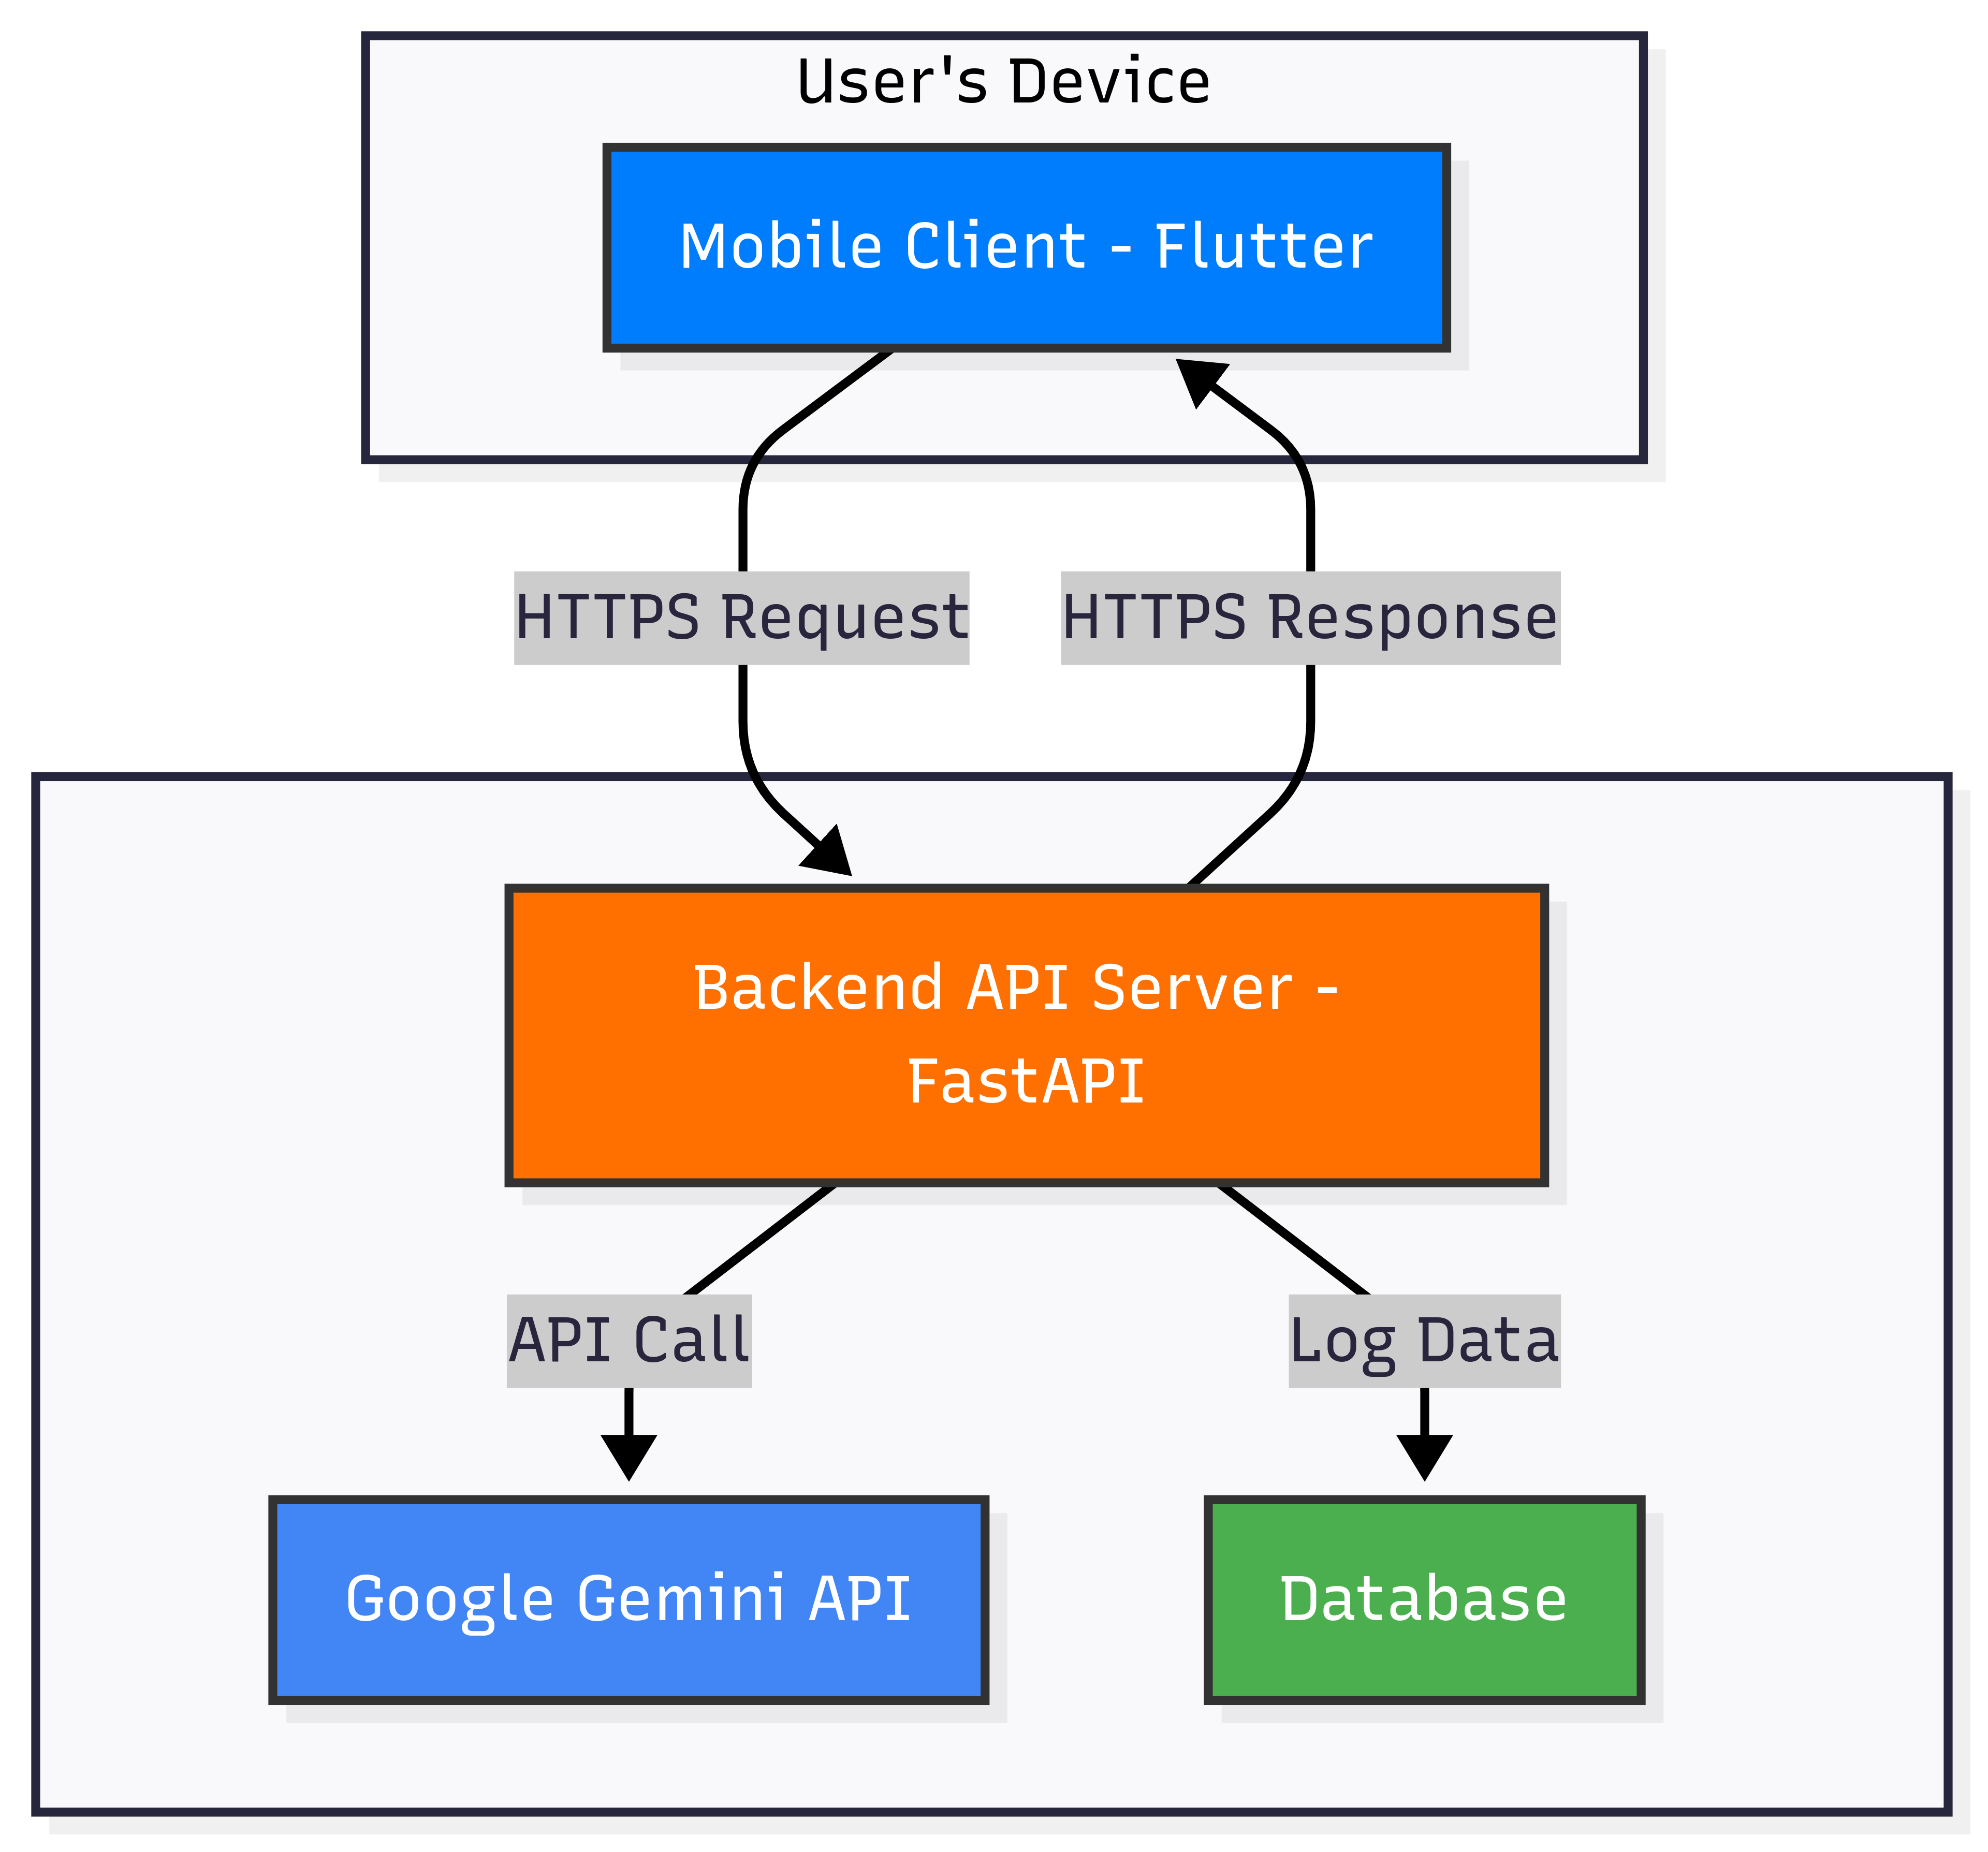 User's Device
Mobile Client - Flutter
HTTPS Request
HTTPS Response
Backend API Server -
FastAPI
API Call
Log Data
Google Gemini API
Database